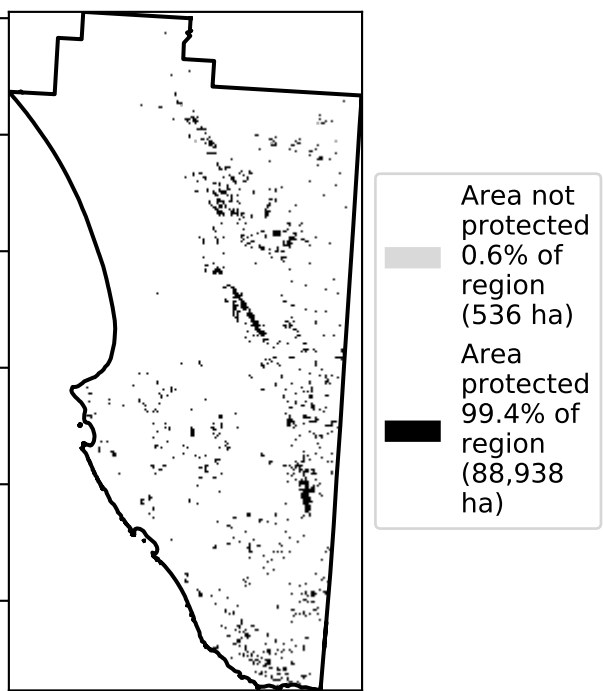 Area not
protected
0.6% of
region
(536 ha)
Area
protected
99.4% of
region
(88,938
ha)